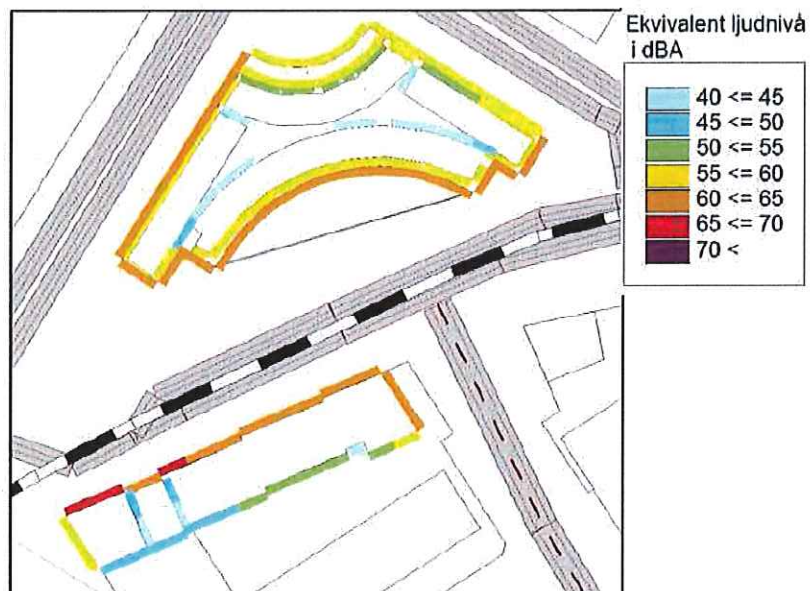 Ekvivalent ljudnivå
i dBA
40 <= 45
45 <= 50
50 <= 55
55 <= 60
60 <= 65
65 <= 70
70 <